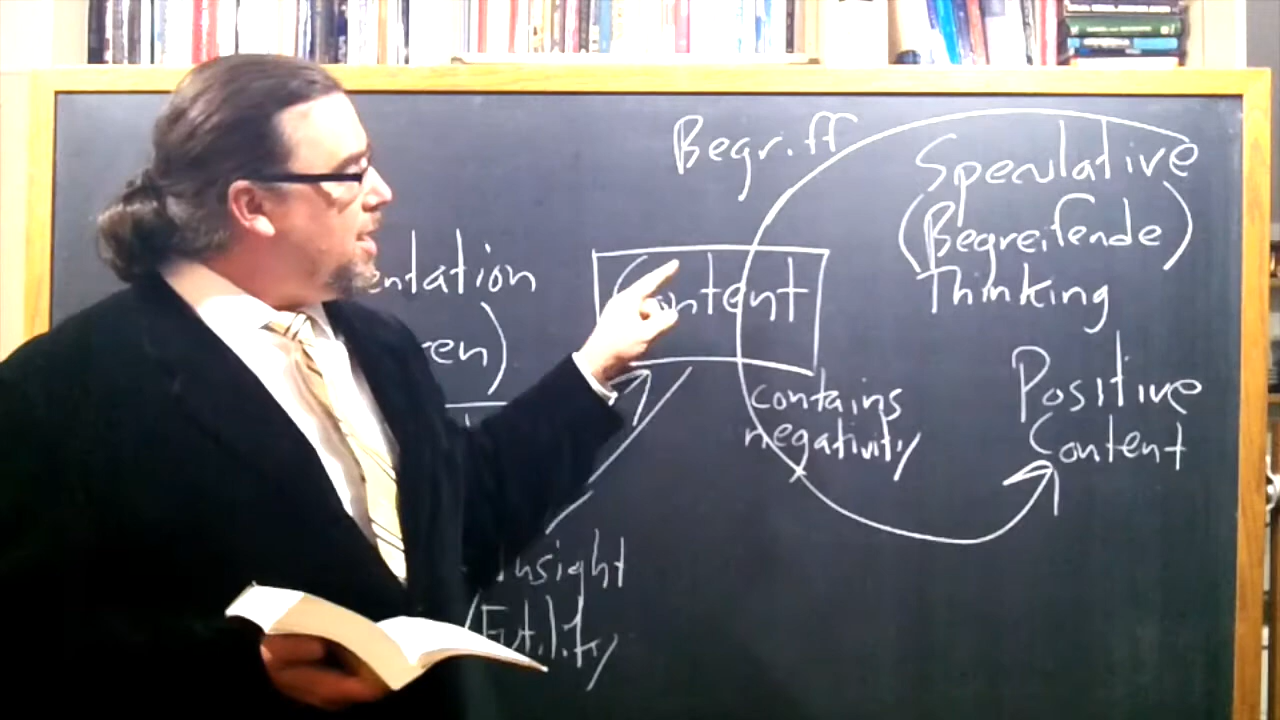 Begriff
Speculative
(Begreifende)
Thinking
entation
Content
en)
Positive
Content
contains
negativity
Insight
Futility